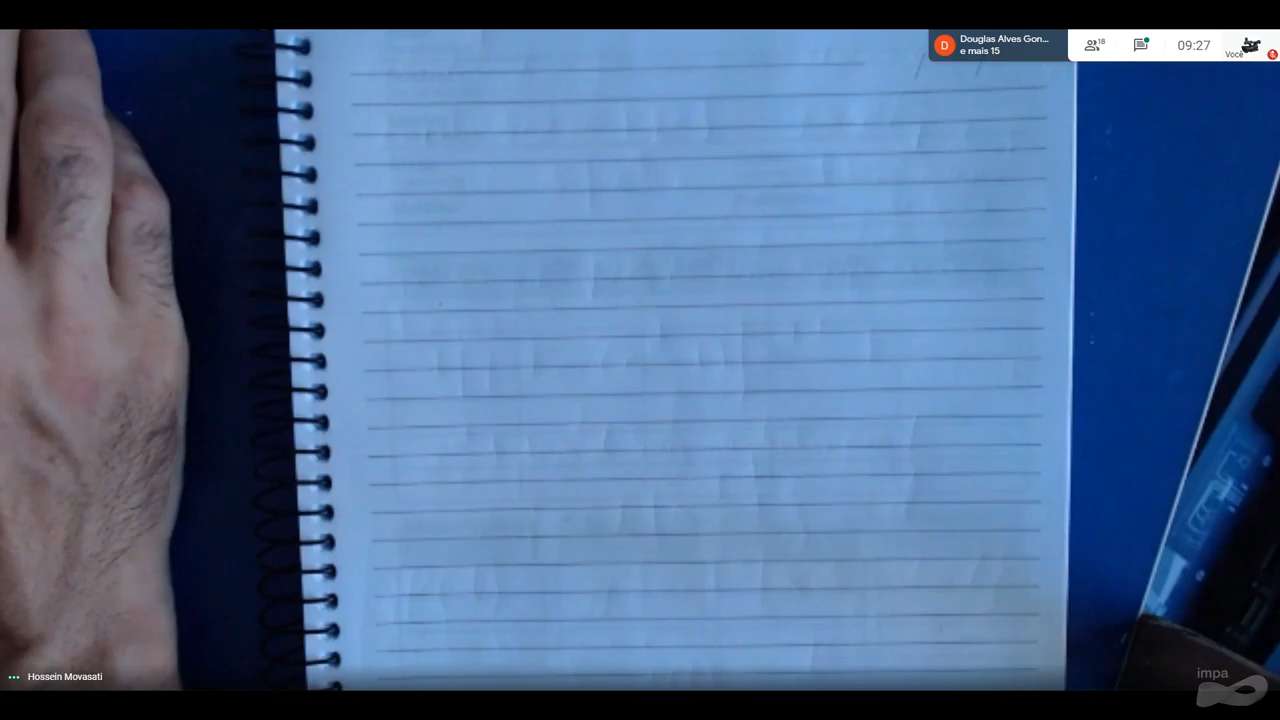 Douglas Alves Gon...
e mais 15
D
18
09:27
Você
Hossein Movasati
impa